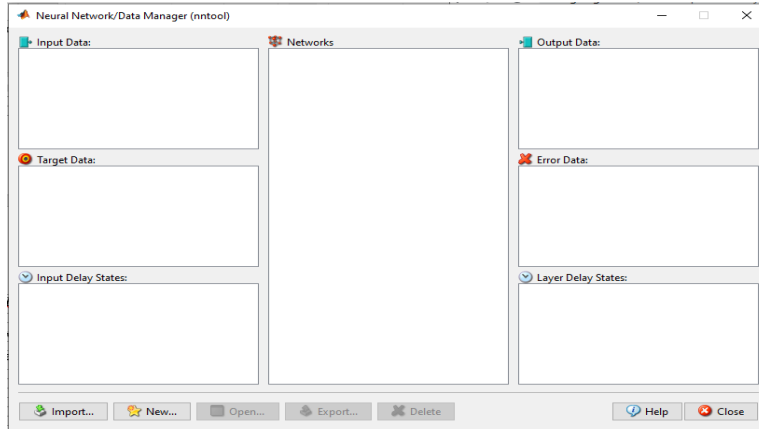 Neural Network/Data Manager (nntool)
Input Data:
Networks
Output Data:
Target Data:
Error Data:
Input Delay States:
Layer Delay States:
Import... New... Open... Export... Delete Help Close